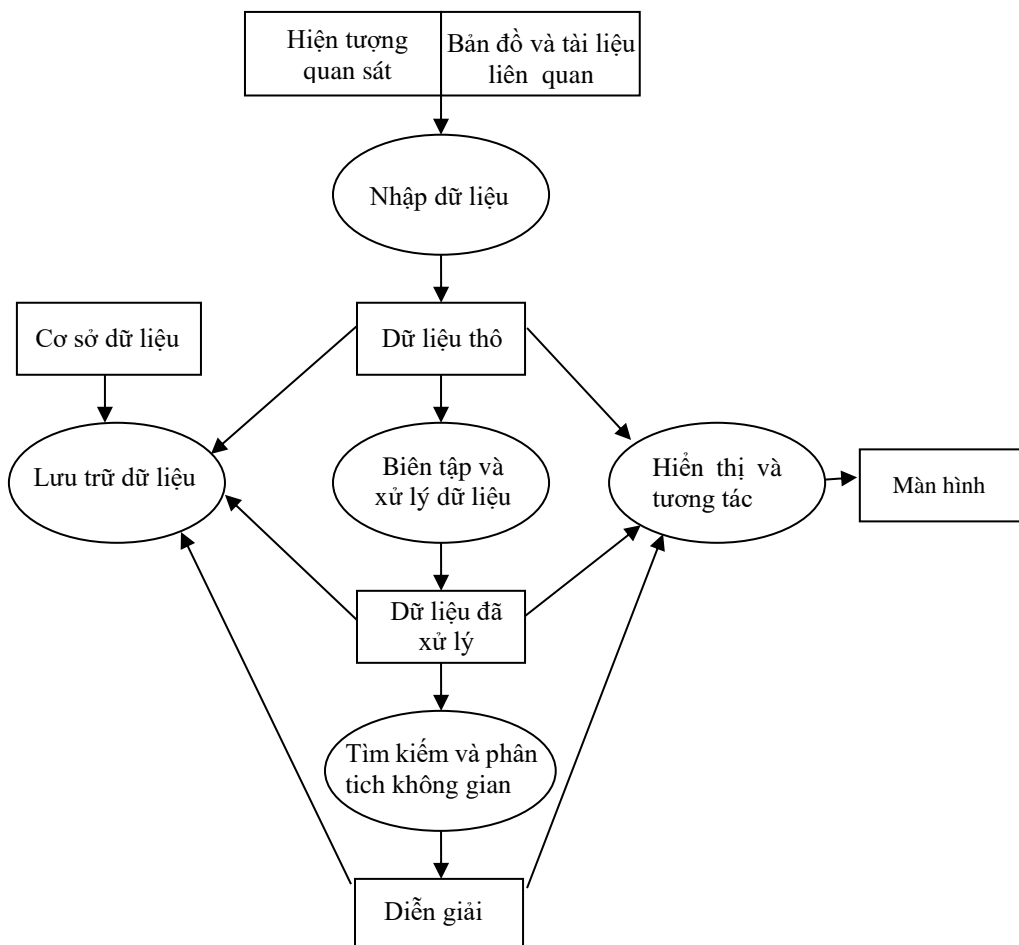 Hiện tượng
quan sát
Bản đồ và tài liệu
liên quan
Nhập dữ liệu
Cơ sở dữ liệu
Dữ liệu thô
Lưu trữ dữ liệu
Biên tập và
xử lý dữ liệu
Hiển thị và
tương tác
Màn hình
Dữ liệu đã
xử lý
Tìm kiếm và phân
tich không gian
Diễn giải